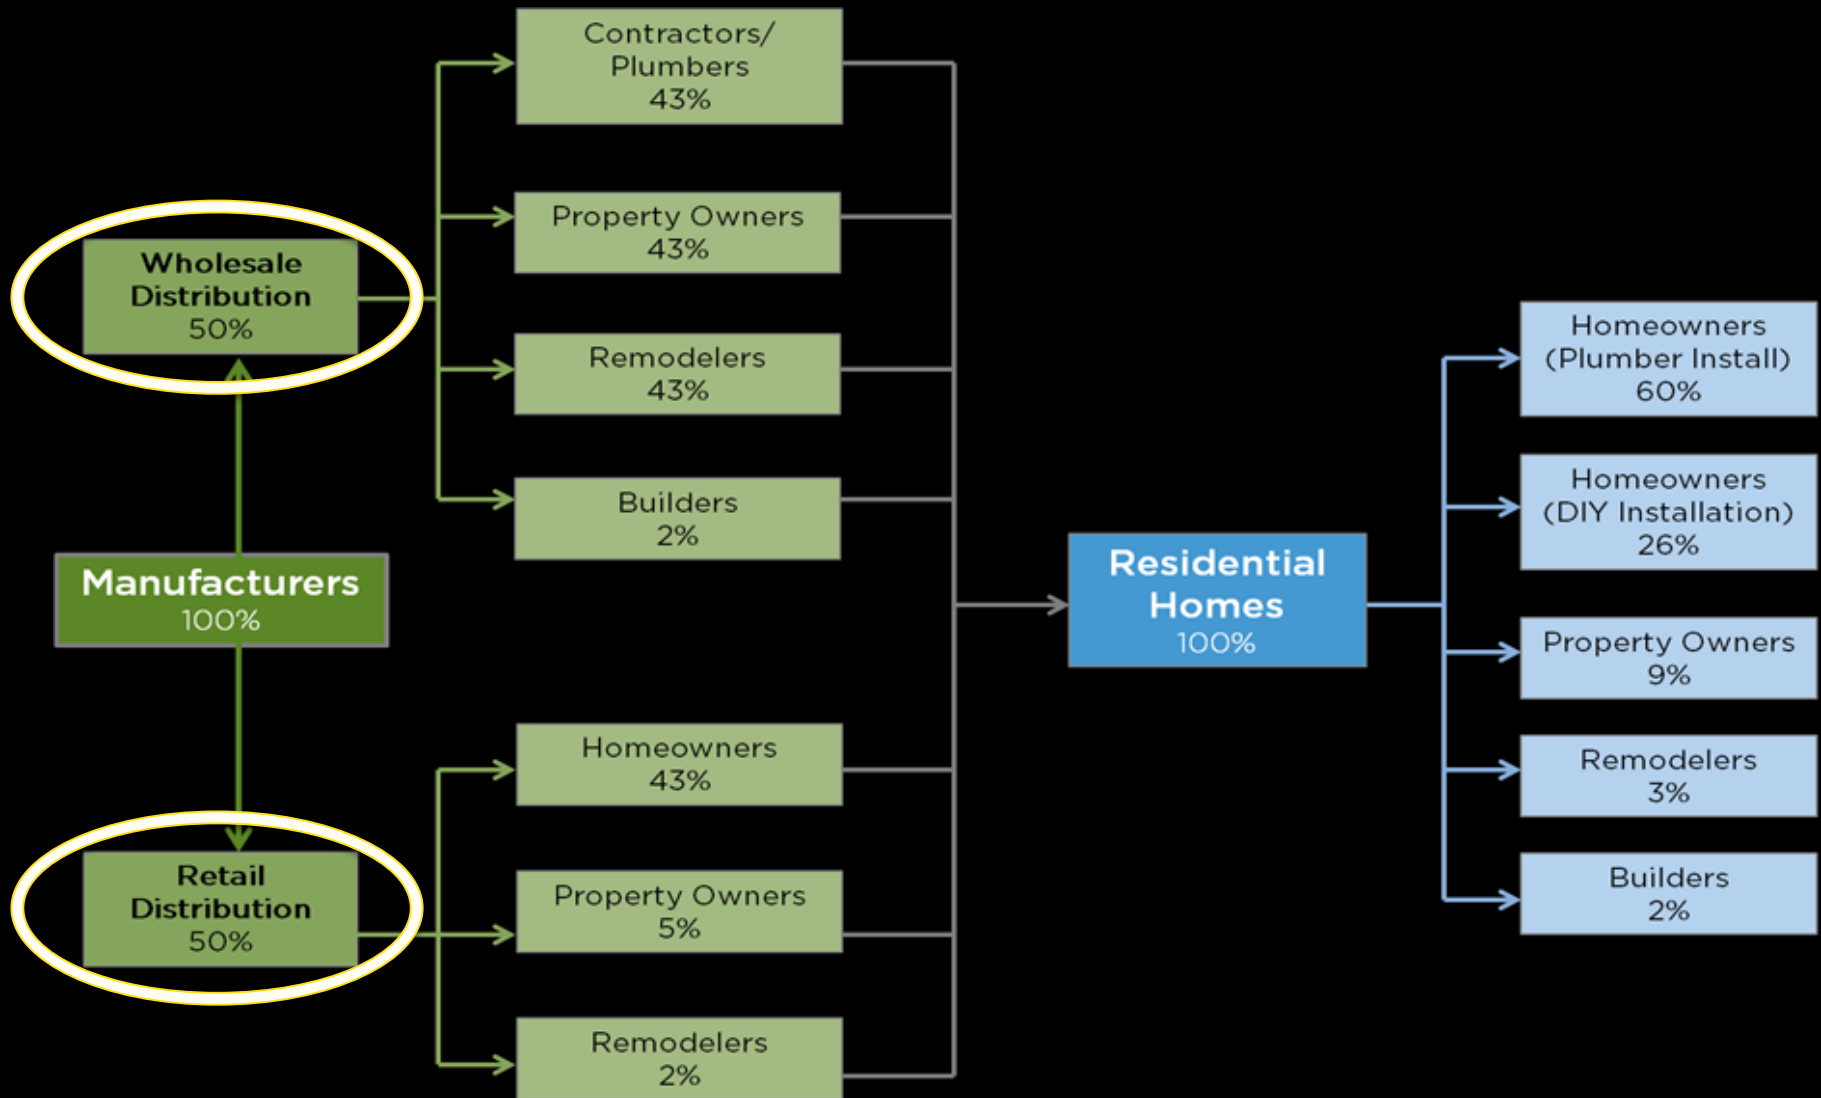 Contractors/
Plumbers
43%
Property Owners
43%
Wholesale
Distribution
50%
Remodelers
43%
Builders
2%
Manufacturers
100%
Homeowners
43%
Retail
Distribution
50%
Property Owners
5%
Remodelers
2%
Residential
Homes
100%
Homeowners
(Plumber Install)
60%
Homeowners
(DIY Installation)
26%
Property Owners
9%
Remodelers
3%
Builders
2%